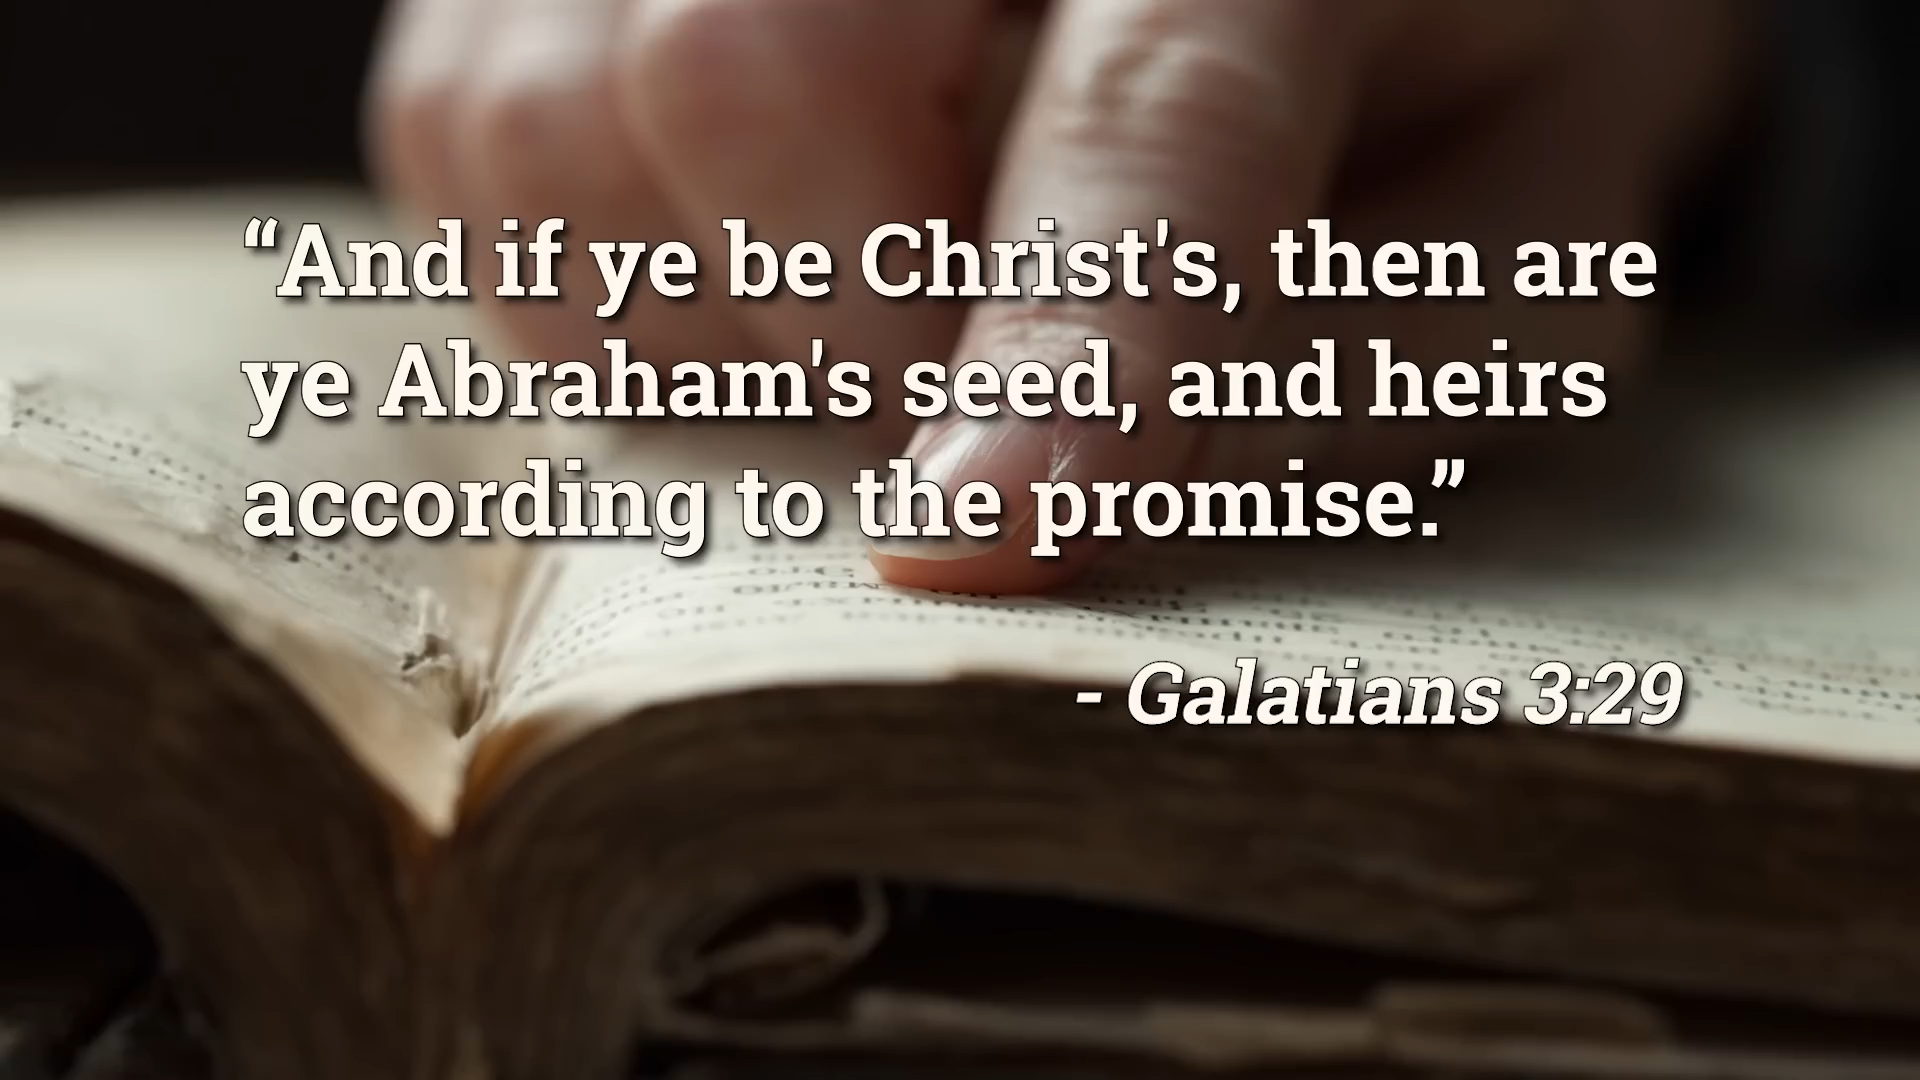 “And if ye be Christ's, then are
ye Abraham's seed, and heirs
according to the promise.”
- Galatians 3:29